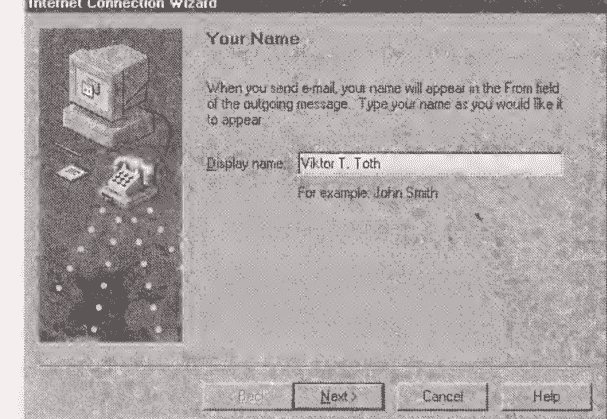 Internet Connection Wizard
Your Name
When you send e-mail, your name will appear in the From field
of the outgoing message. Type your name as you would like it
to appear.
Display name: Viktor T. Toth
For example: John Smith
< Back Next > Cancel Help